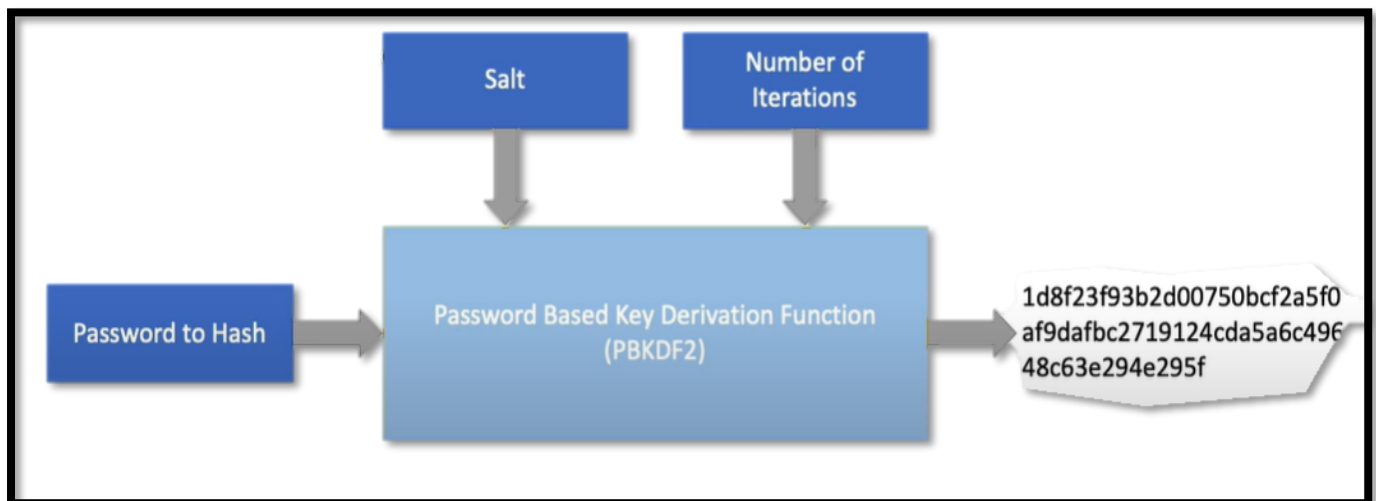 Salt
Number of
Iterations
Password to Hash
Password Based Key Derivation Function
(PBKDF2)
1d8f23f93b2d00750bcf2a5f0
af9dafbc2719124cda5a6c496
48c63e294e295f